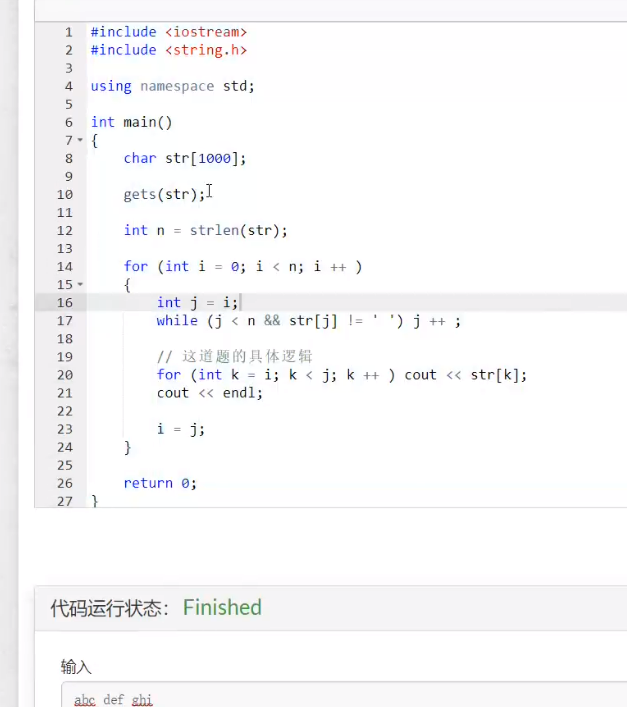 1 #include <iostream>
2 #include <string.h>
3
4 using namespace std;
5
6 int main()
7 {
8 char str[1000];
9
10 gets(str);
11
12 int n = strlen(str);
13
14 for (int i = 0; i < n; i ++ )
15 {
16 int j = i;
17 while (j < n && str[j] != ' ') j ++ ;
18
19 // 这道题的具体逻辑
20 for (int k = i; k < j; k ++ ) cout << str[k];
21 cout << endl;
22
23 i = j;
24 }
25
26 return 0;
27 }
代码运行状态: Finished
输入
abc def ghi